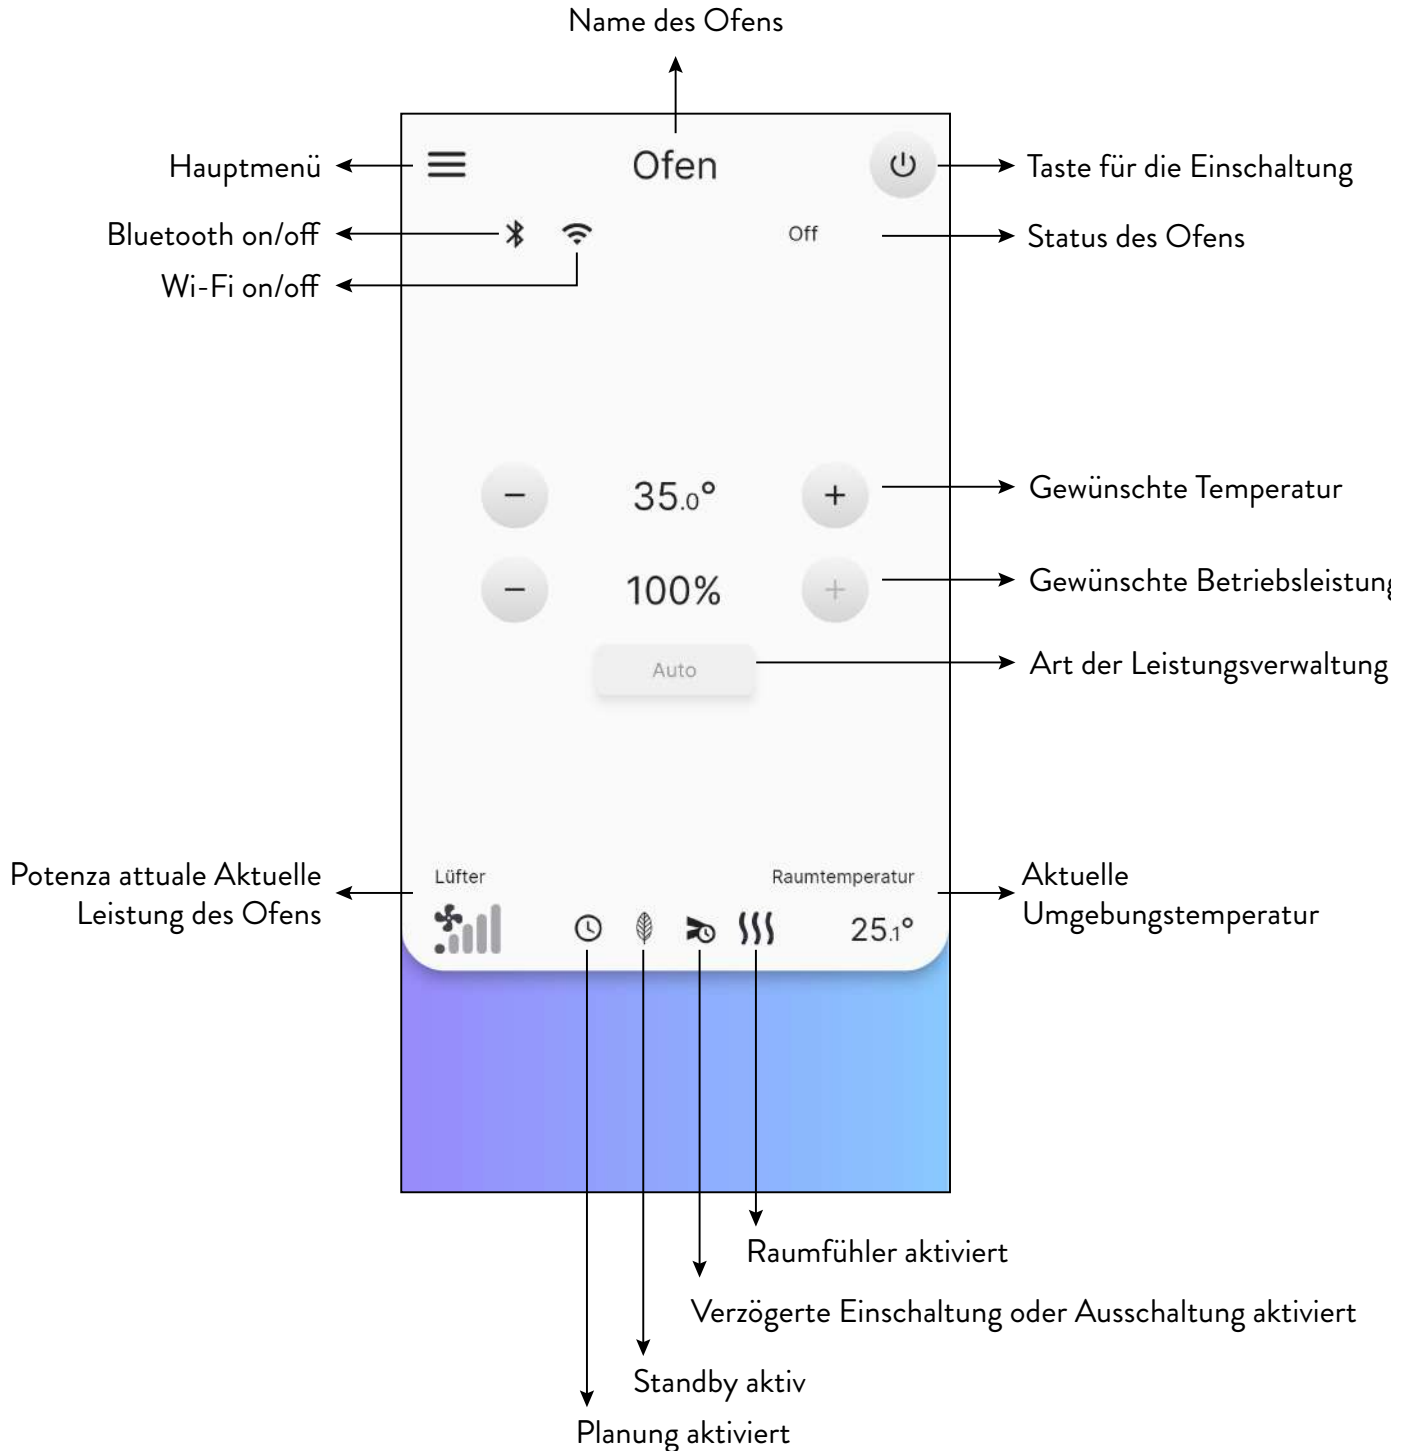 Name des Ofens
Hauptmenü
Ofen
Taste für die Einschaltung
Bluetooth on/off
Off
Status des Ofens
Wi-Fi on/off
− 35.0° +
Gewünschte Temperatur
− 100% +
Gewünschte Betriebsleistung
Auto
Art der Leistungsverwaltung
Potenza attuale Aktuelle
Leistung des Ofens
Lüfter
Raumtemperatur
25.1°
Aktuelle
Umgebungstemperatur
Raumfühler aktiviert
Verzögerte Einschaltung oder Ausschaltung aktiviert
Standby aktiv
Planung aktiviert